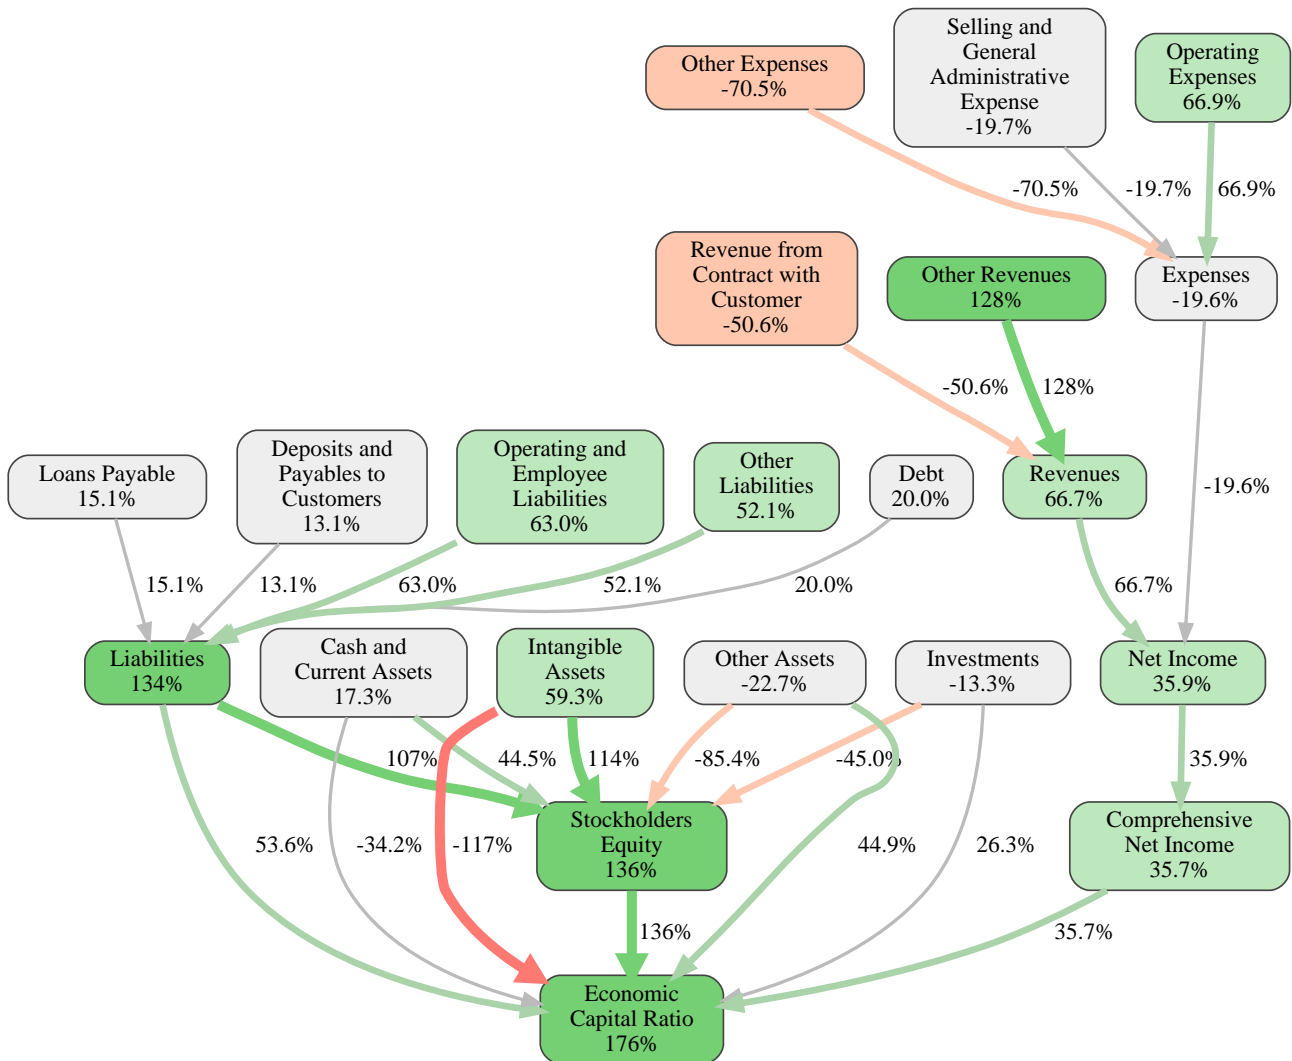 Selling and
General
Administrative
Expense
-19.7%
Other Expenses
-70.5%
Operating
Expenses
66.9%
-70.5%
-19.7%
66.9%
Revenue from
Contract with
Customer
-50.6%
Other Revenues
128%
Expenses
-19.6%
-50.6%
128%
Loans Payable
15.1%
Deposits and
Payables to
Customers
13.1%
Operating and
Employee
Liabilities
63.0%
Other
Liabilities
52.1%
Debt
20.0%
Revenues
66.7%
-19.6%
15.1%
13.1%
63.0%
52.1%
20.0%
66.7%
Liabilities
134%
Cash and
Current Assets
17.3%
Intangible
Assets
59.3%
Other Assets
-22.7%
Investments
-13.3%
Net Income
35.9%
107%
44.5%
114%
-85.4%
-45.0%
35.9%
Stockholders
Equity
136%
Comprehensive
Net Income
35.7%
53.6%
-34.2%
-117%
44.9%
26.3%
136%
35.7%
Economic
Capital Ratio
176%